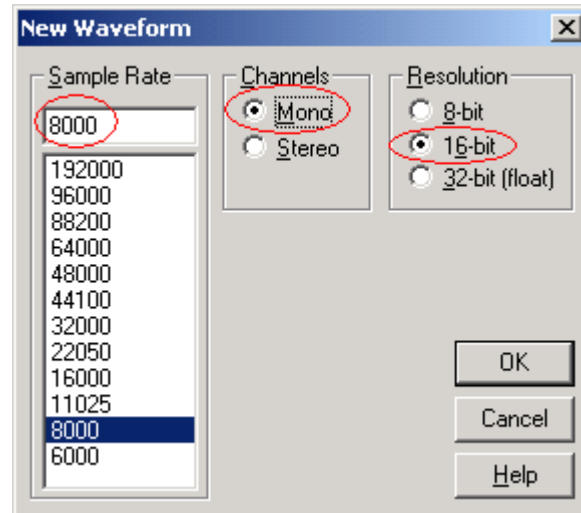 New Waveform
Sample Rate
8000
192000
96000
88200
64000
48000
44100
32000
22050
16000
11025
8000
6000
Channels
Mono
Stereo
Resolution
8-bit
16-bit
32-bit (float)
OK
Cancel
Help